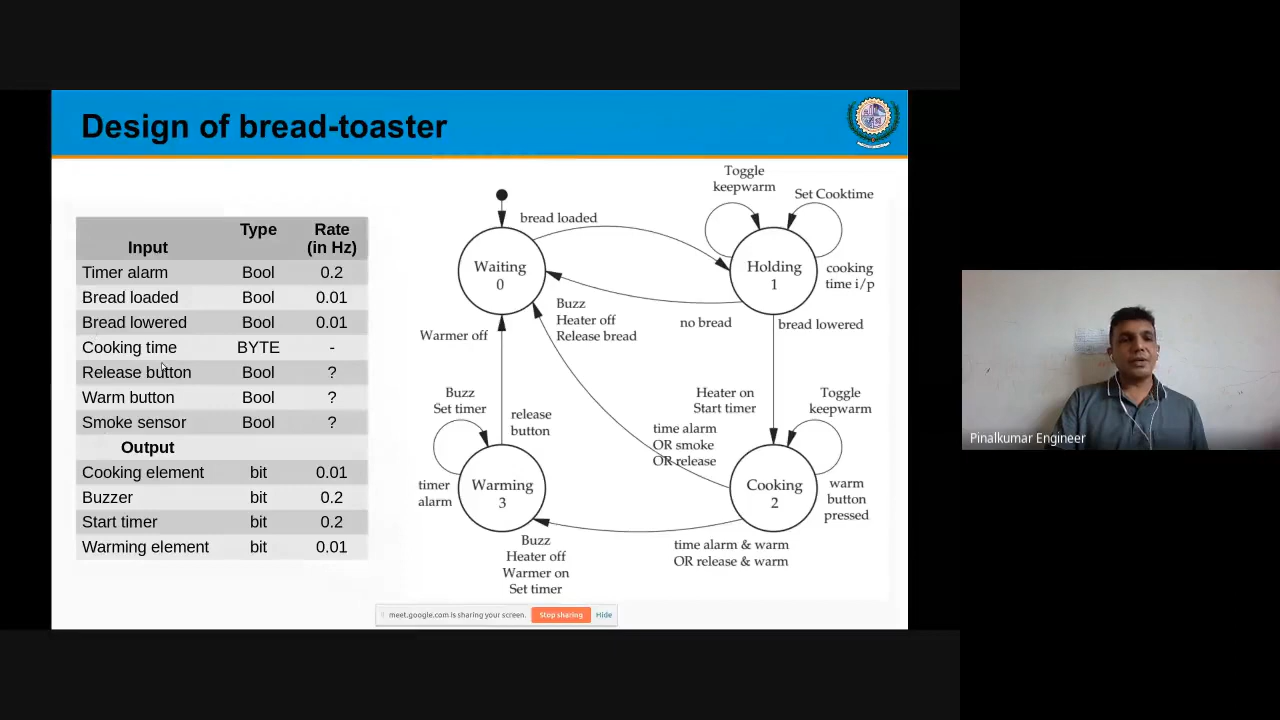 Design of bread-toaster
Input Type Rate (in Hz)
Timer alarm Bool 0.2
Bread loaded Bool 0.01
Bread lowered Bool 0.01
Cooking time BYTE -
Release button Bool ?
Warm button Bool ?
Smoke sensor Bool ?
Output
Cooking element bit 0.01
Buzzer bit 0.2
Start timer bit 0.2
Warming element bit 0.01
bread loaded
Toggle
keepwarm
Set Cooktime
Waiting
0
Holding
1
cooking
time i/p
Buzz
Heater off
Release bread
no bread
bread lowered
Warmer off
Buzz
Set timer
release
button
Heater on
Start timer
Toggle
keepwarm
time alarm
OR smoke
OR release
timer
alarm
Warming
3
Cooking
2
warm
button
pressed
Buzz
Heater off
Warmer on
Set timer
time alarm & warm
OR release & warm
meet.google.com is sharing your screen. Stop sharing Hide
Pinalkumar Engineer